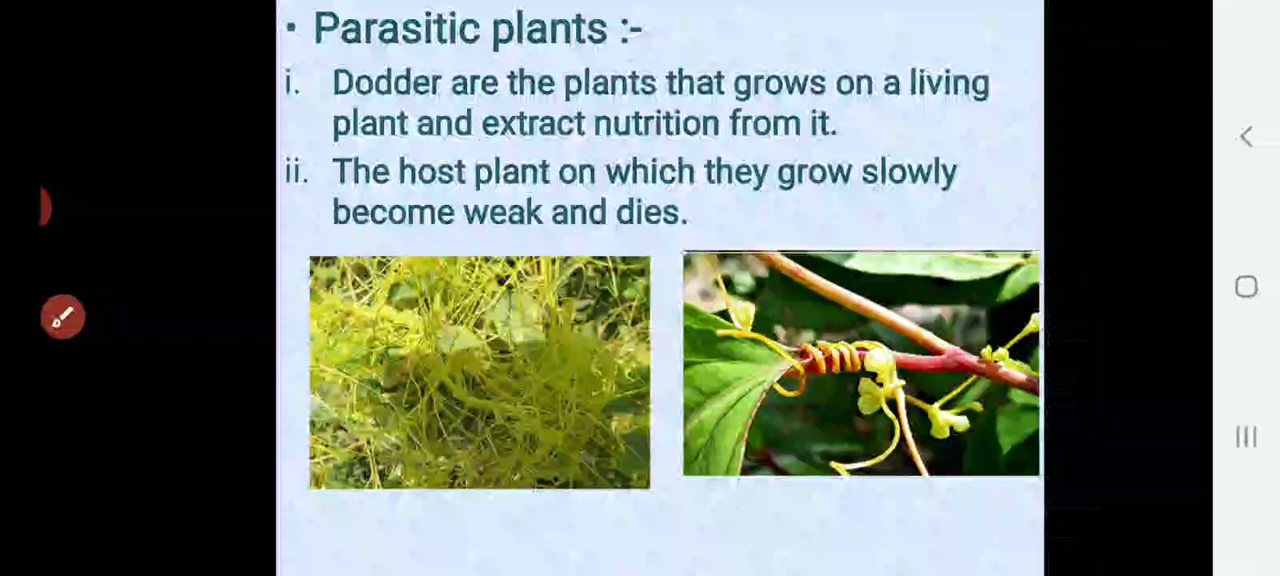 • Parasitic plants :-
i. Dodder are the plants that grows on a living
plant and extract nutrition from it.
ii. The host plant on which they grow slowly
become weak and dies.